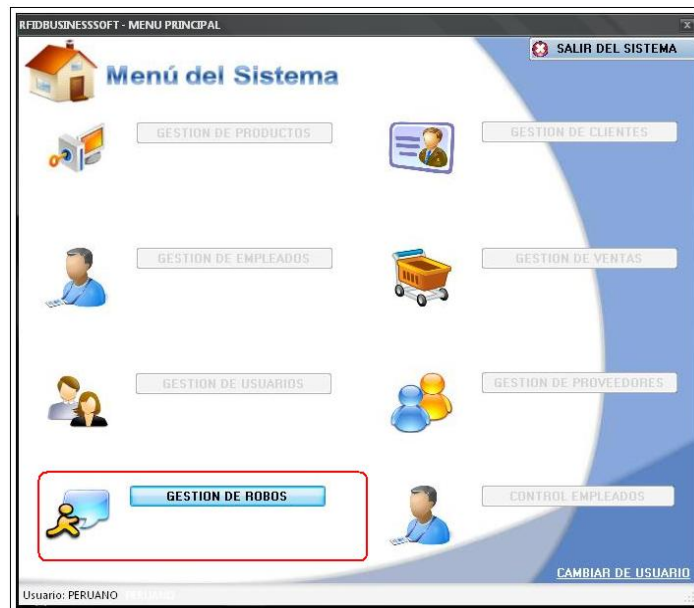 RFIDBUSINESSSOFT - MENU PRINCIPAL
SALIR DEL SISTEMA
Menú del Sistema
GESTION DE PRODUCTOS
GESTION DE CLIENTES
GESTION DE EMPLEADOS
GESTION DE VENTAS
GESTION DE USUARIOS
GESTION DE PROVEEDORES
GESTION DE ROBOS
CONTROL EMPLEADOS
CAMBIAR DE USUARIO
Usuario: PERUANO PERUANO